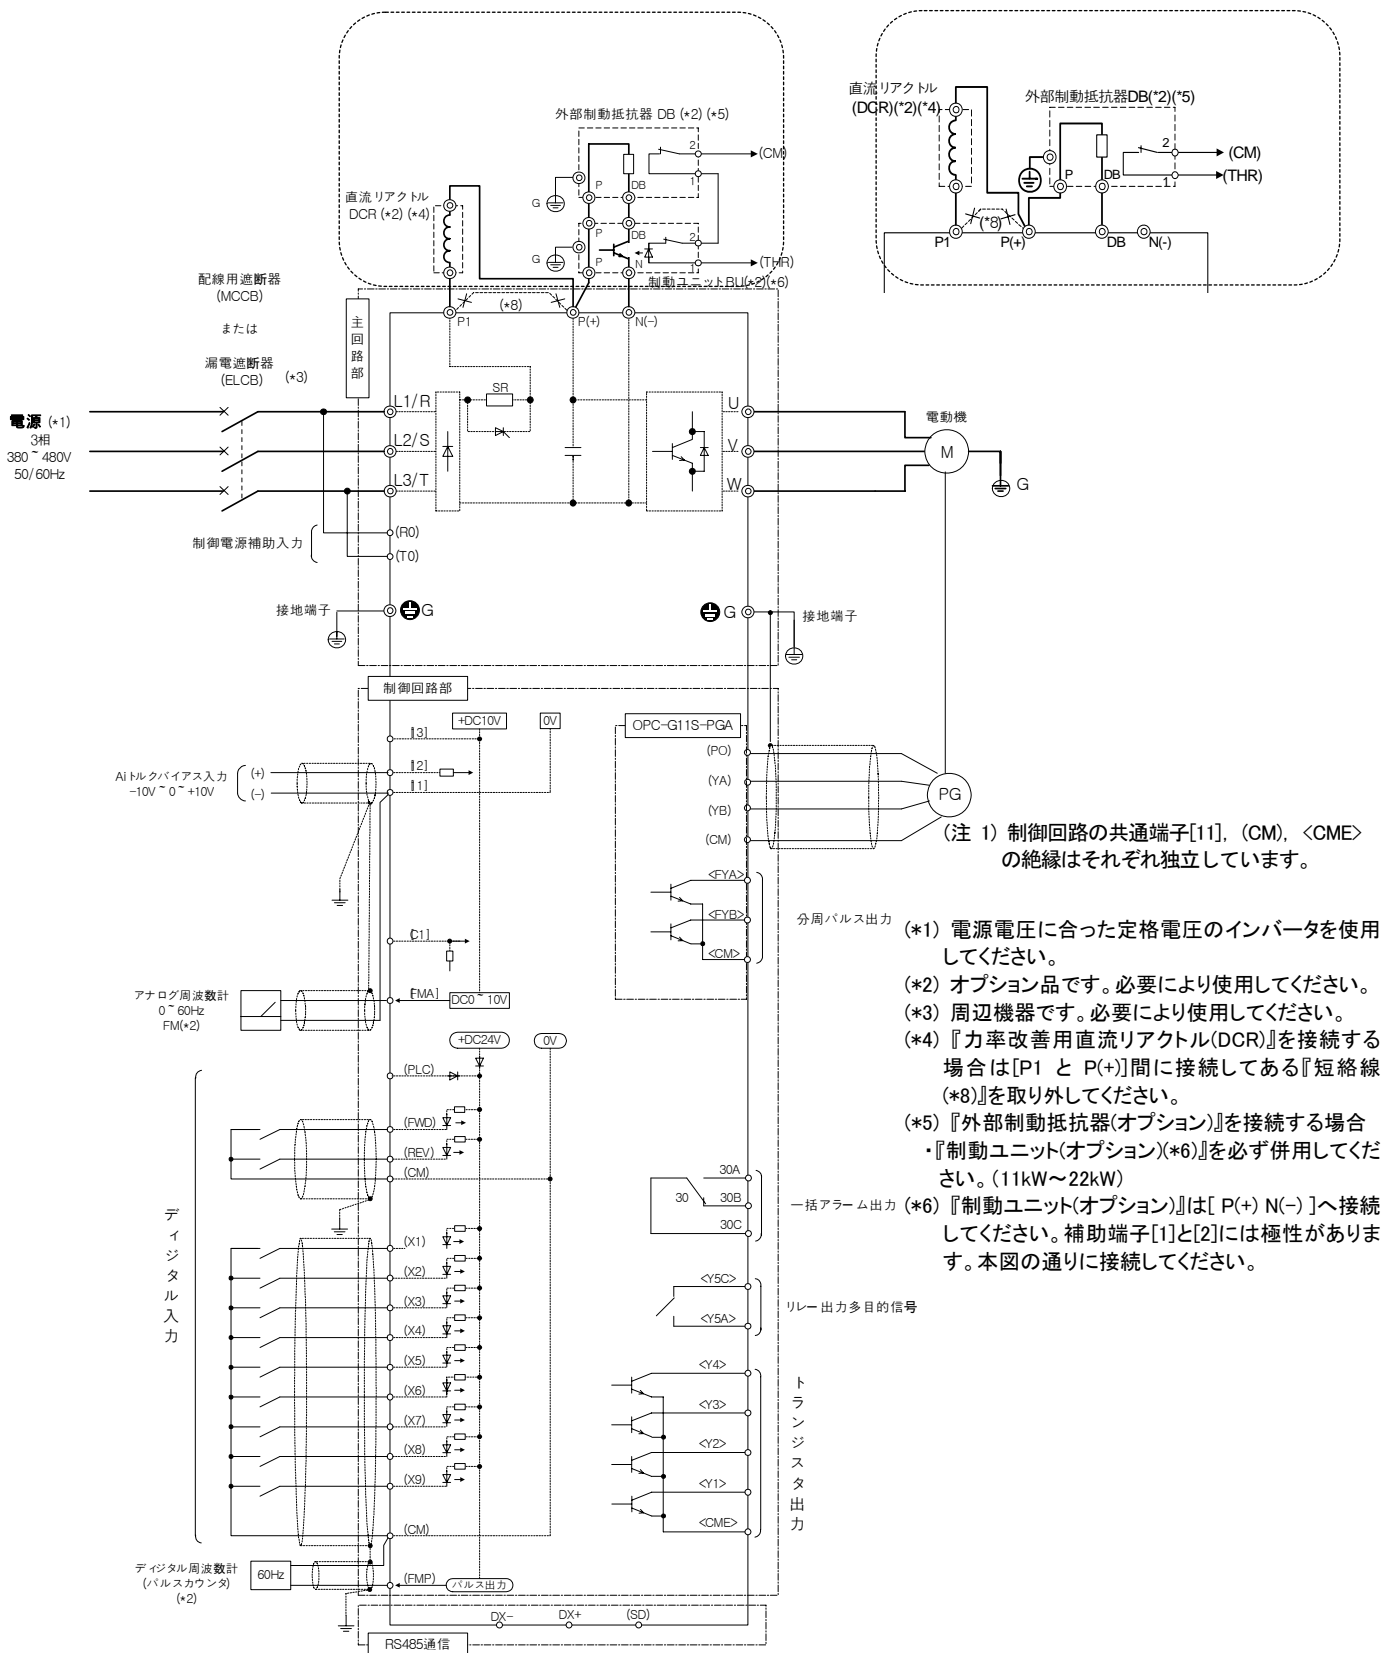 外部制動抵抗器 DB (*2) (*5)
2
(CM)
P
DB
1
G
直流リアクトル
DCR (*2) (*4)
P
DB
2
G
P
N
1
(THR)
制動ユニットBU(*2)(*6)
直流リアクトル
(DCR)(*2)(*4)
外部制動抵抗器DB(*2)(*5)
2
(CM)
P
DB
1
(THR)
(*8)
P1
P(+)
DB
N(-)
配線用遮断器
(MCCB)
または
漏電遮断器
(ELCB)
(*3)
主回路部
(*8)
P1
P(+)
N(-)
電源 (*1)
3相
380~480V
50/60Hz
L1/R
L2/S
L3/T
SR
U
V
W
電動機
M
G
制御電源補助入力
(R0)
(T0)
接地端子
G
G
接地端子
制御回路部
+DC10V
0V
OPC-G11S-PGA
[13]
[12]
[11]
Aiトルクバイアス入力
-10V~0~+10V
(+)
(-)
(PO)
(YA)
(YB)
(CM)
PG
<FYA>
<FYB>
<CM>
分周パルス出力
[C1]
アナログ周波数計
0~60Hz
FM(*2)
[FMA]
DC0~10V
+DC24V
0V
(PLC)
(FWD)
(REV)
(CM)
ディジタル入力
(X1)
(X2)
(X3)
(X4)
(X5)
(X6)
(X7)
(X8)
(X9)
(CM)
ディジタル周波数計
(パルスカウンタ)
(*2)
60Hz
(FMP)
パルス出力
30
30A
30B
30C
一括アラーム出力
<Y5C>
<Y5A>
リレー出力多目的信号
<Y4>
<Y3>
<Y2>
<Y1>
<CME>
トランジスタ出力
DX-
DX+
(SD)
RS485通信
(注 1) 制御回路の共通端子[11], (CM), <CME>
の絶縁はそれぞれ独立しています。
(*1) 電源電圧に合った定格電圧のインバータを使用
してください。
(*2) オプション品です。必要により使用してください。
(*3) 周辺機器です。必要により使用してください。
(*4) 『力率改善用直流リアクトル(DCR)』を接続する
場合は[P1 と P(+)]間に接続してある『短絡線
(*8)』を取り外してください。
(*5) 『外部制動抵抗器(オプション)』を接続する場合
・『制動ユニット(オプション)(*6)』を必ず併用してくだ
さい。(11kW～22kW)
(*6) 『制動ユニット(オプション)』は[ P(+) N(-) ]へ接続
してください。補助端子[1]と[2]には極性がありま
す。本図の通りに接続してください。